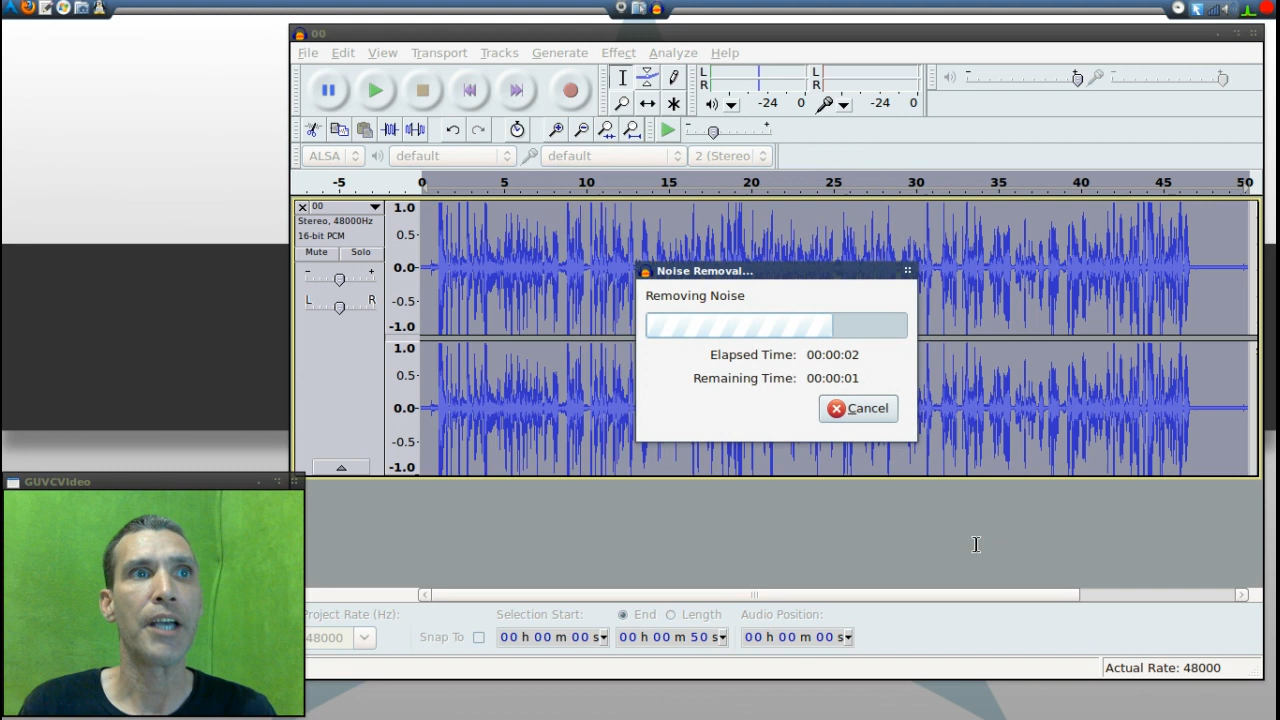 00
File Edit View Transport Tracks Generate Effect Analyze Help
L R -24 0 L R -24 0
- +
ALSA default default 2 (Stereo
-5 0 5 10 15 20 25 30 35 40 45 50
00
Stereo, 48000Hz
16-bit PCM
Mute Solo
- +
L R
1.0
0.5
0.0
-0.5
-1.0
1.0
0.5
0.0
-0.5
-1.0
Noise Removal...
Removing Noise
Elapsed Time: 00:00:02
Remaining Time: 00:00:01
Cancel
GUVCVideo
Project Rate (Hz): Selection Start: End Length Audio Position:
48000 Snap To 00 h 00 m 00 s 00 h 00 m 50 s 00 h 00 m 00 s
Actual Rate: 48000